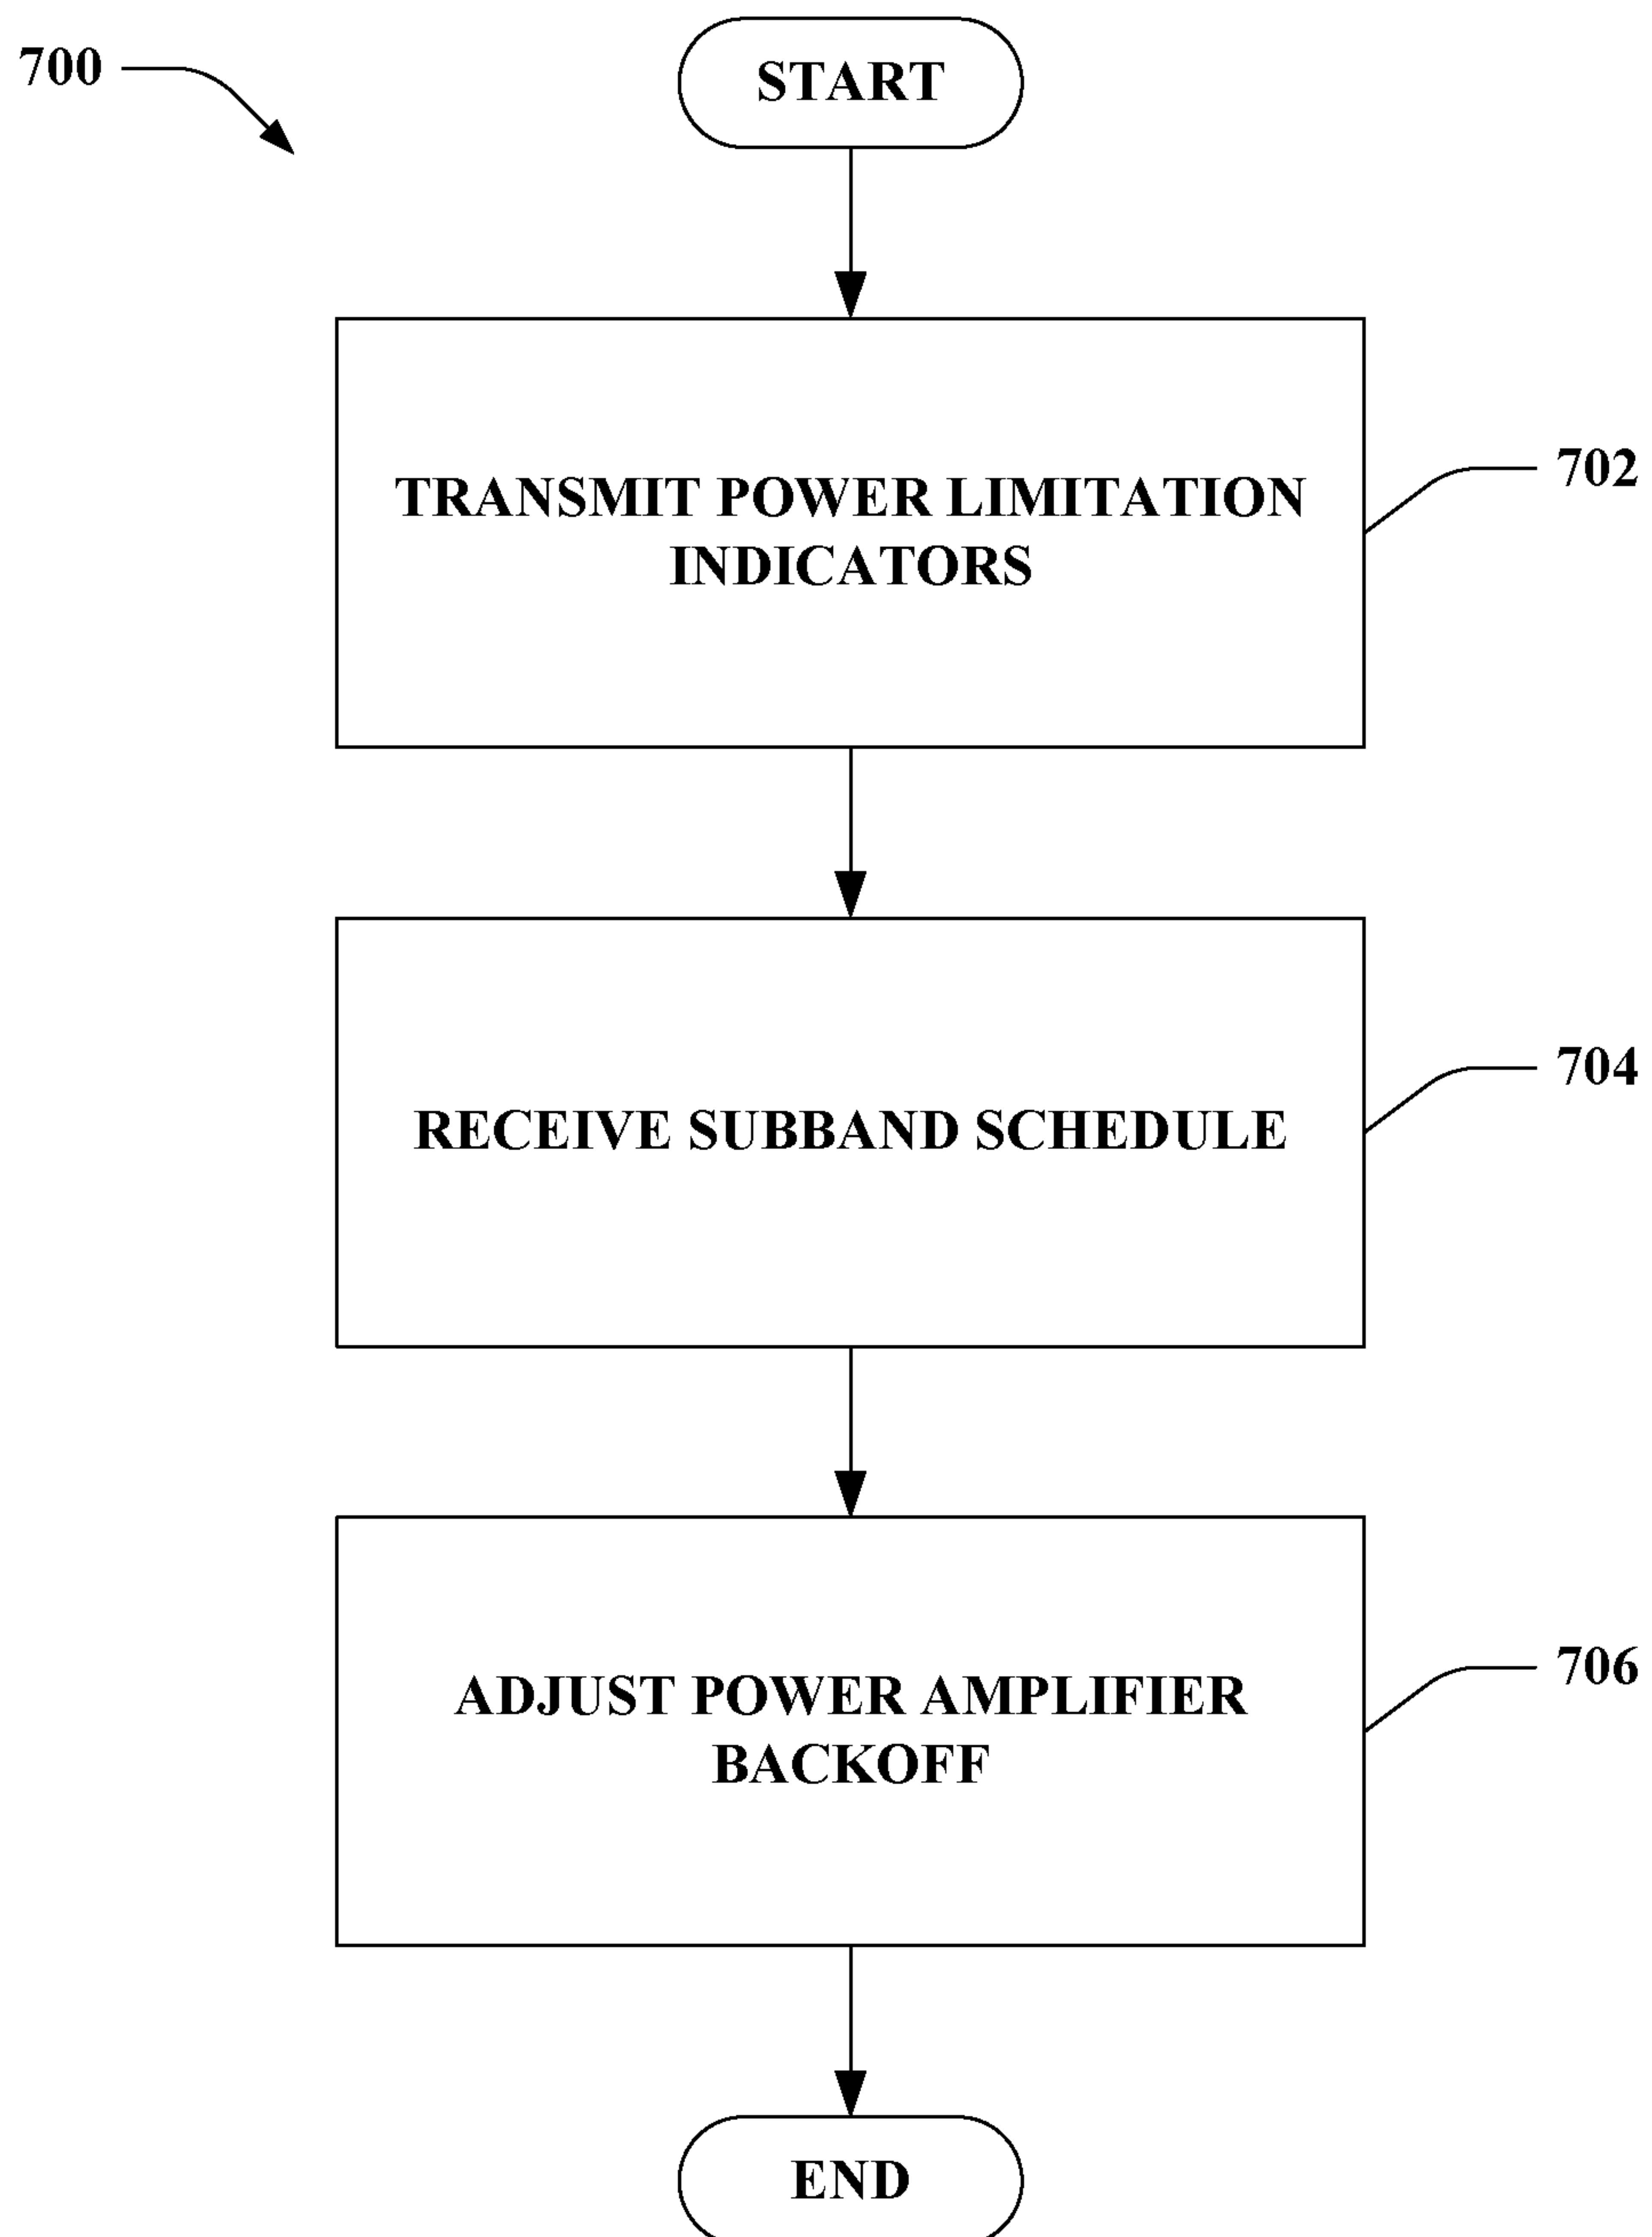 700
START
TRANSMIT POWER LIMITATION
INDICATORS
702
RECEIVE SUBBAND SCHEDULE
704
ADJUST POWER AMPLIFIER
BACKOFF
706
END